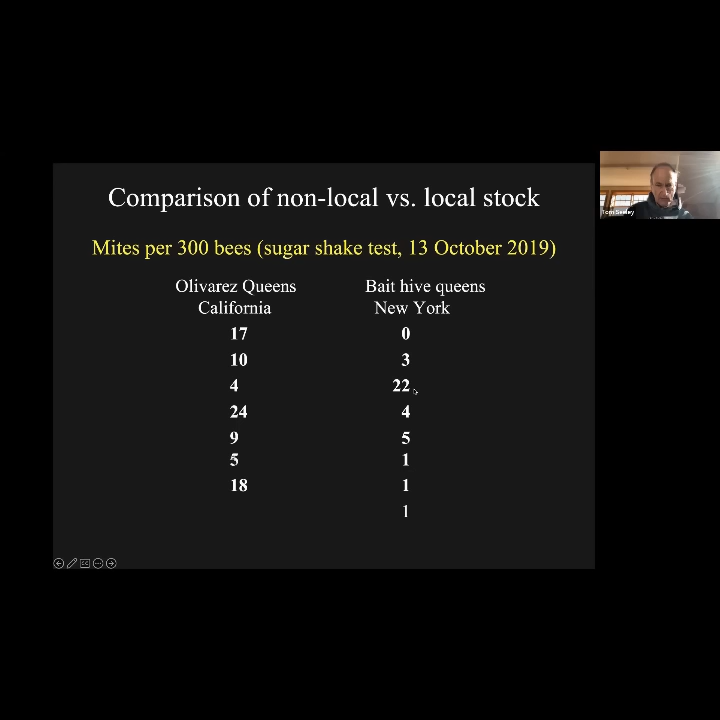 Comparison of non-local vs. local stock
Mites per 300 bees (sugar shake test, 13 October 2019)
Olivarez Queens Bait hive queens
California New York
17 0
10 3
4 22
24 4
9 5
5 1
18 1
1
Tom Seeley